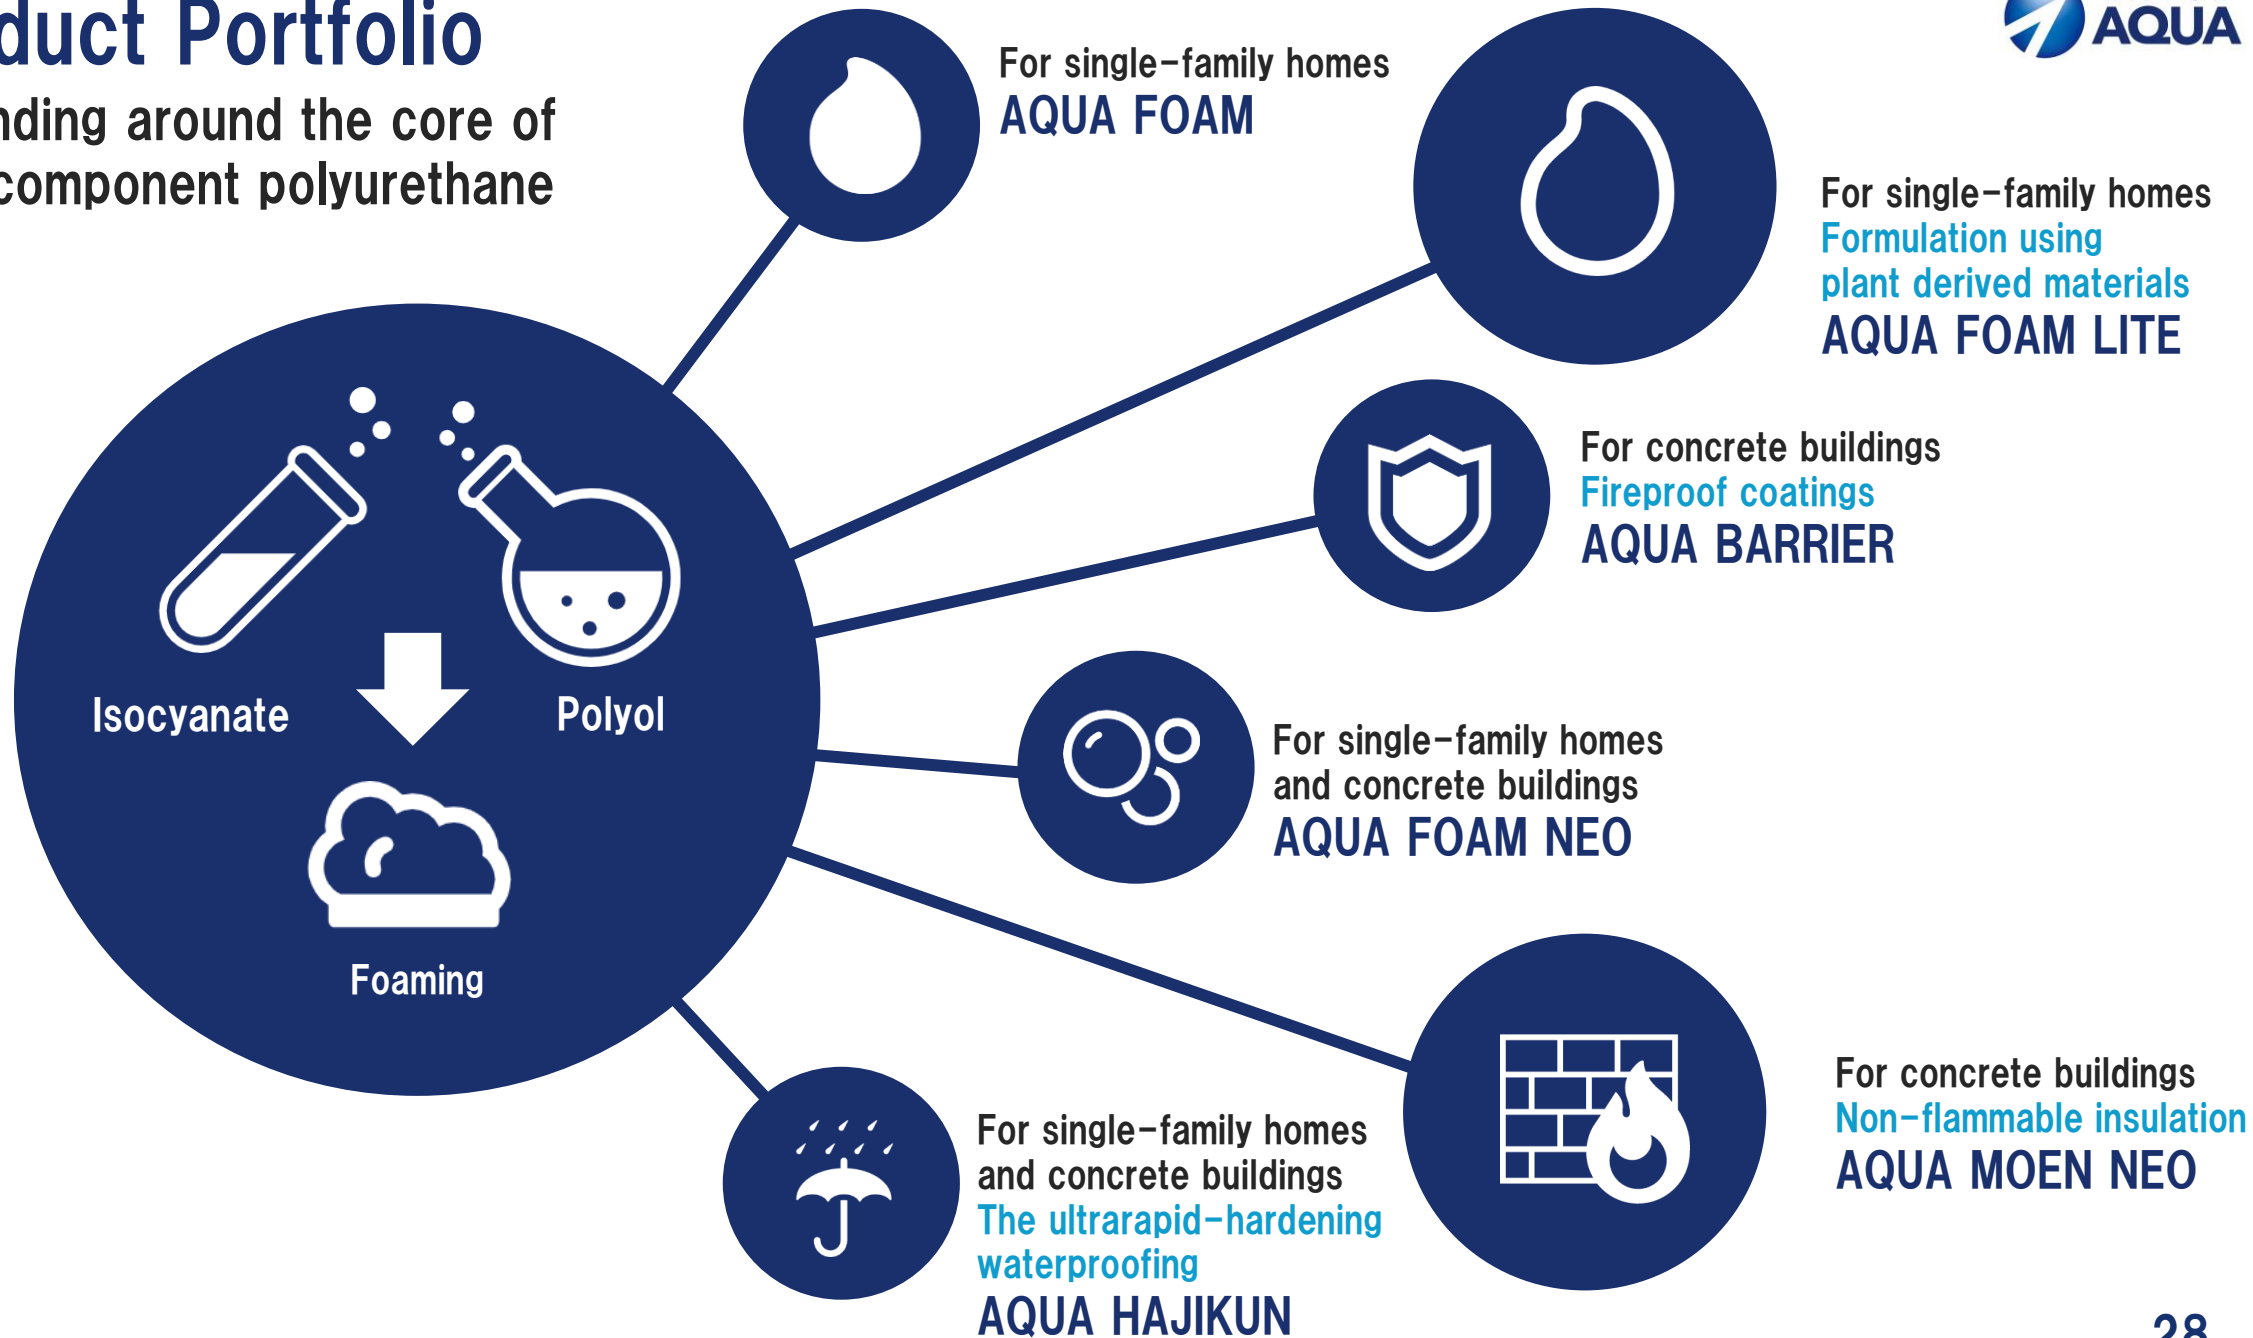 duct Portfolio
nding around the core of
component polyurethane
AQUA
For single-family homes
AQUA FOAM
For single-family homes
Formulation using
plant derived materials
AQUA FOAM LITE
For concrete buildings
Fireproof coatings
AQUA BARRIER
Isocyanate
Polyol
Foaming
For single-family homes
and concrete buildings
AQUA FOAM NEO
For concrete buildings
Non-flammable insulation
AQUA MOEN NEO
For single-family homes
and concrete buildings
The ultrarapid-hardening
waterproofing
AQUA HAJIKUN
28